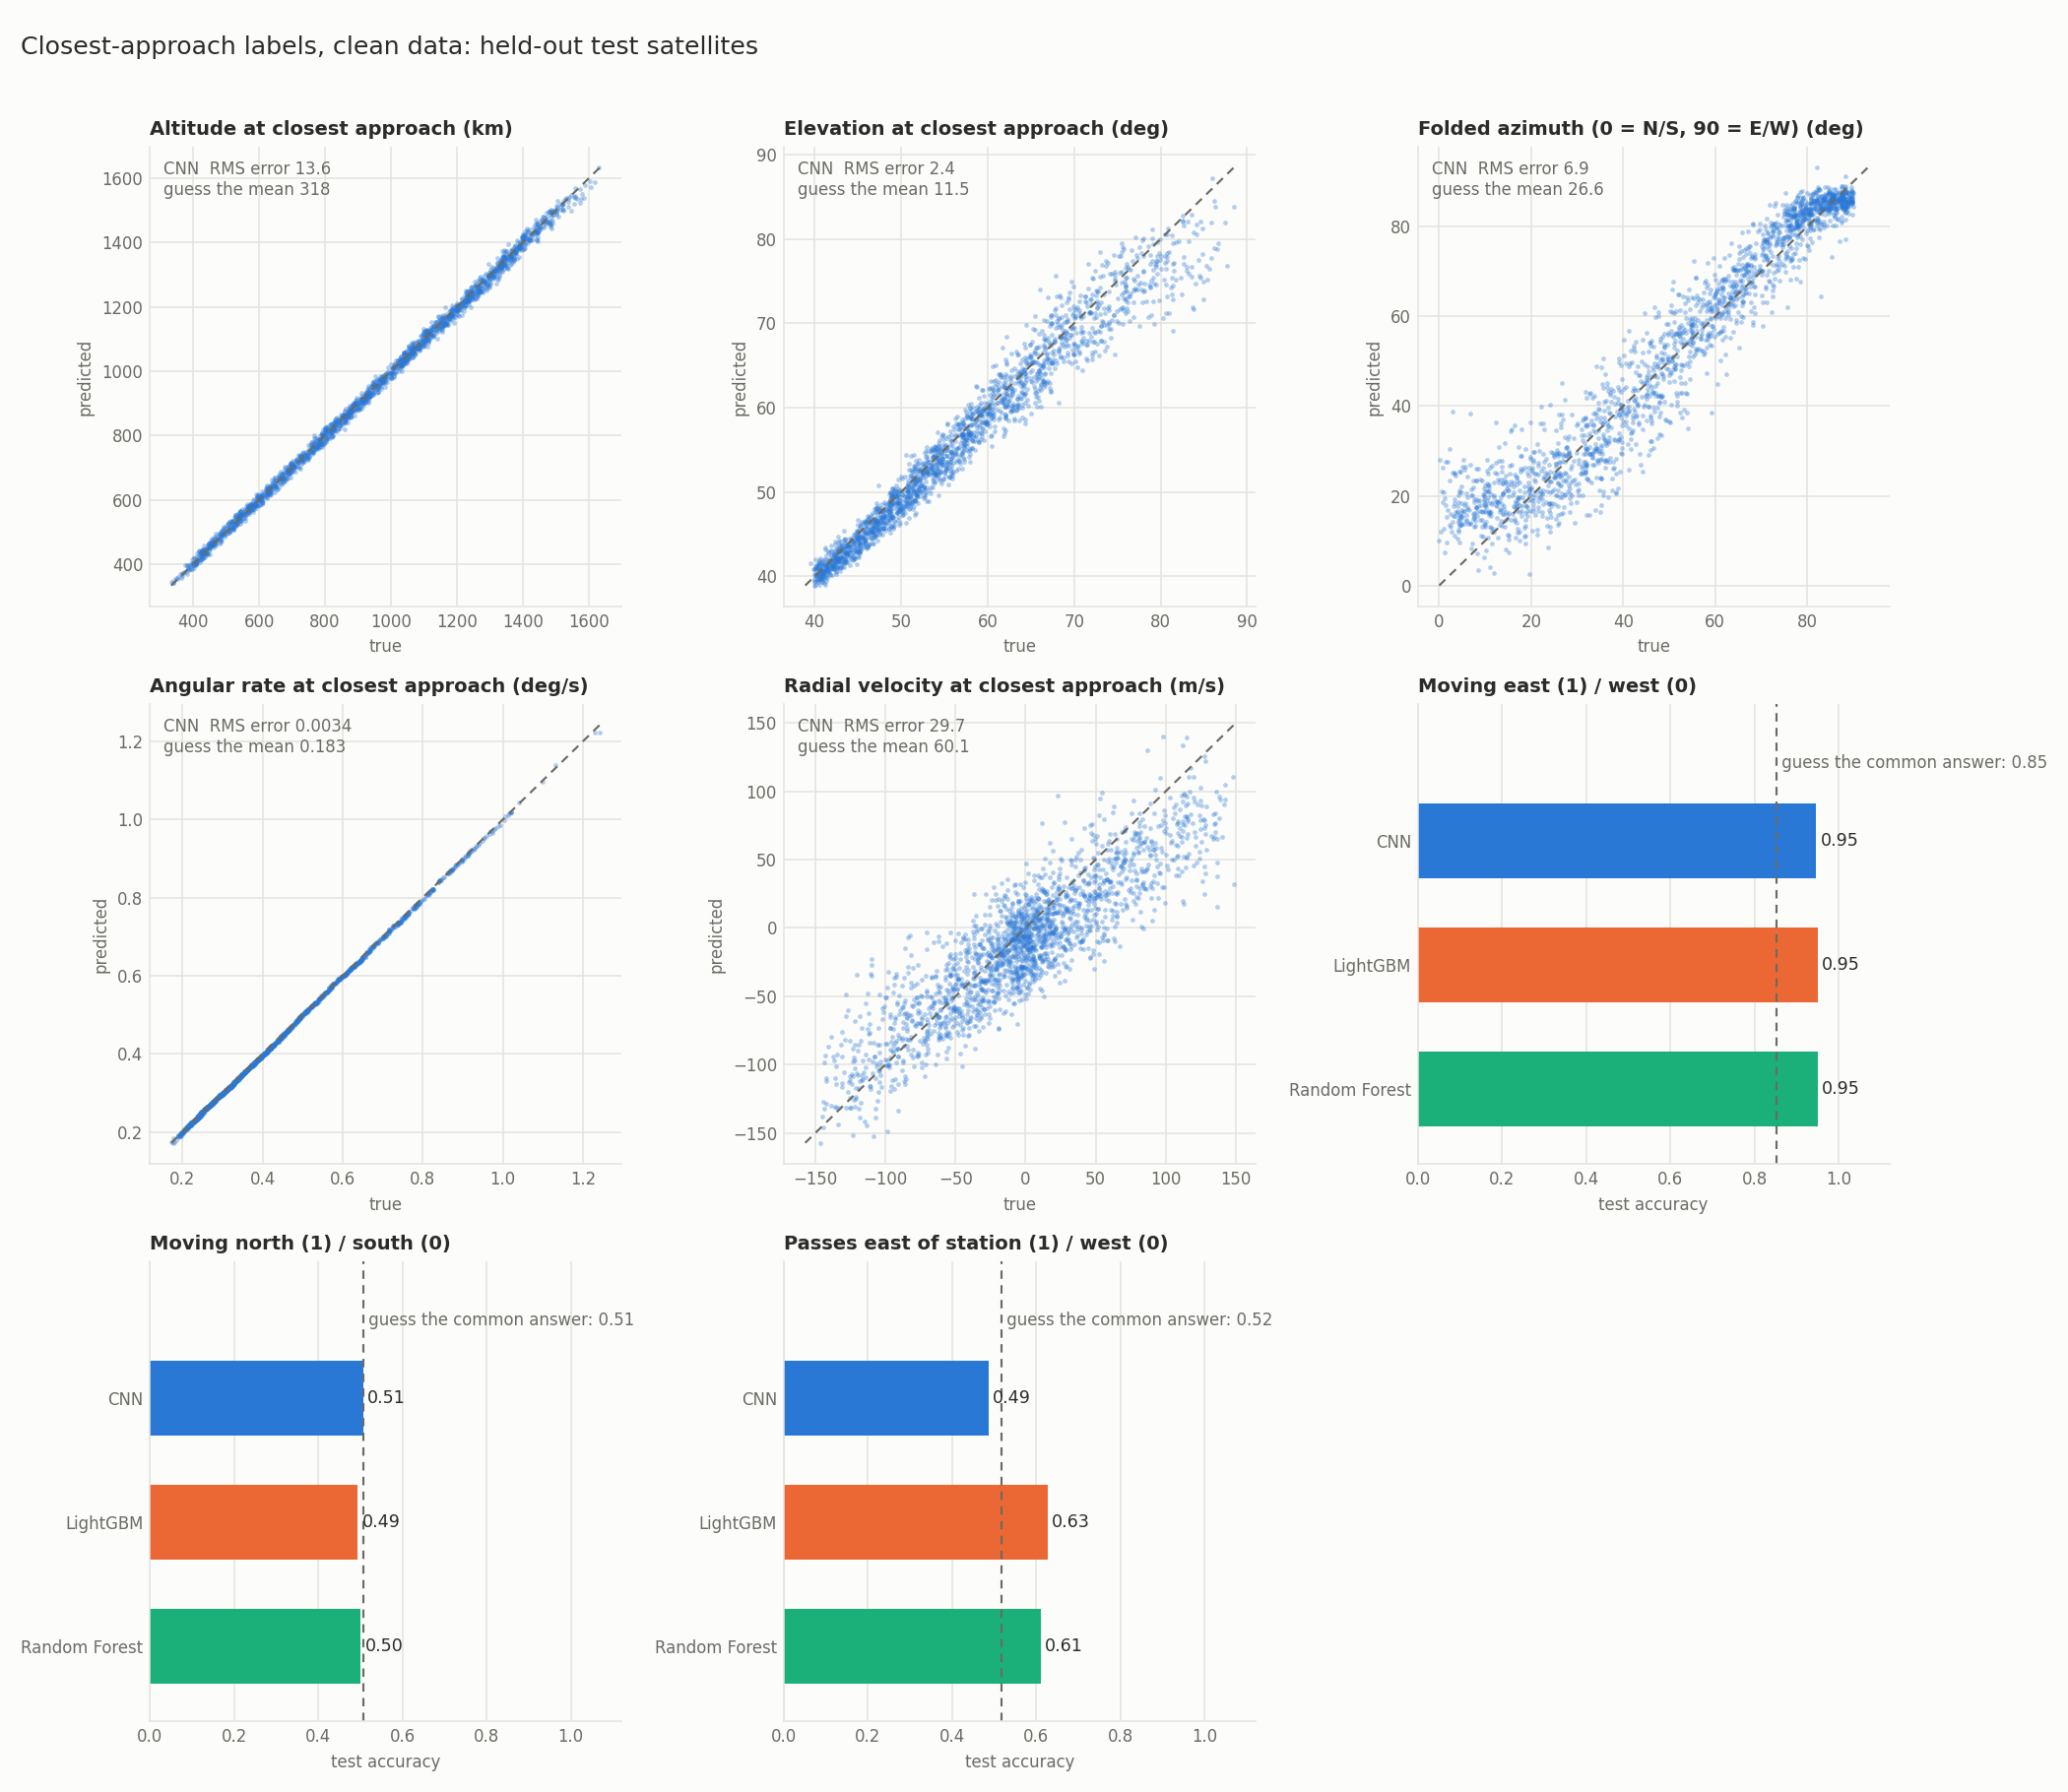 Closest-approach labels, clean data: held-out test satellites
Altitude at closest approach (km)
CNN  RMS error 13.6
guess the mean 318
1600
1400
1200
1000
800
600
400
predicted
400 600 800 1000 1200 1400 1600
true
Elevation at closest approach (deg)
CNN  RMS error 2.4
guess the mean 11.5
90
80
70
60
50
40
predicted
40 50 60 70 80 90
true
Folded azimuth (0 = N/S, 90 = E/W) (deg)
CNN  RMS error 6.9
guess the mean 26.6
80
60
40
20
0
predicted
0 20 40 60 80
true
Angular rate at closest approach (deg/s)
CNN  RMS error 0.0034
guess the mean 0.183
1.2
1.0
0.8
0.6
0.4
0.2
predicted
0.2 0.4 0.6 0.8 1.0 1.2
true
Radial velocity at closest approach (m/s)
CNN  RMS error 29.7
guess the mean 60.1
150
100
50
0
−50
−100
−150
predicted
−150 −100 −50 0 50 100 150
true
Moving east (1) / west (0)
guess the common answer: 0.85
CNN 0.95
LightGBM 0.95
Random Forest 0.95
0.0 0.2 0.4 0.6 0.8 1.0
test accuracy
Moving north (1) / south (0)
guess the common answer: 0.51
CNN 0.51
LightGBM 0.49
Random Forest 0.50
0.0 0.2 0.4 0.6 0.8 1.0
test accuracy
Passes east of station (1) / west (0)
guess the common answer: 0.52
CNN 0.49
LightGBM 0.63
Random Forest 0.61
0.0 0.2 0.4 0.6 0.8 1.0
test accuracy